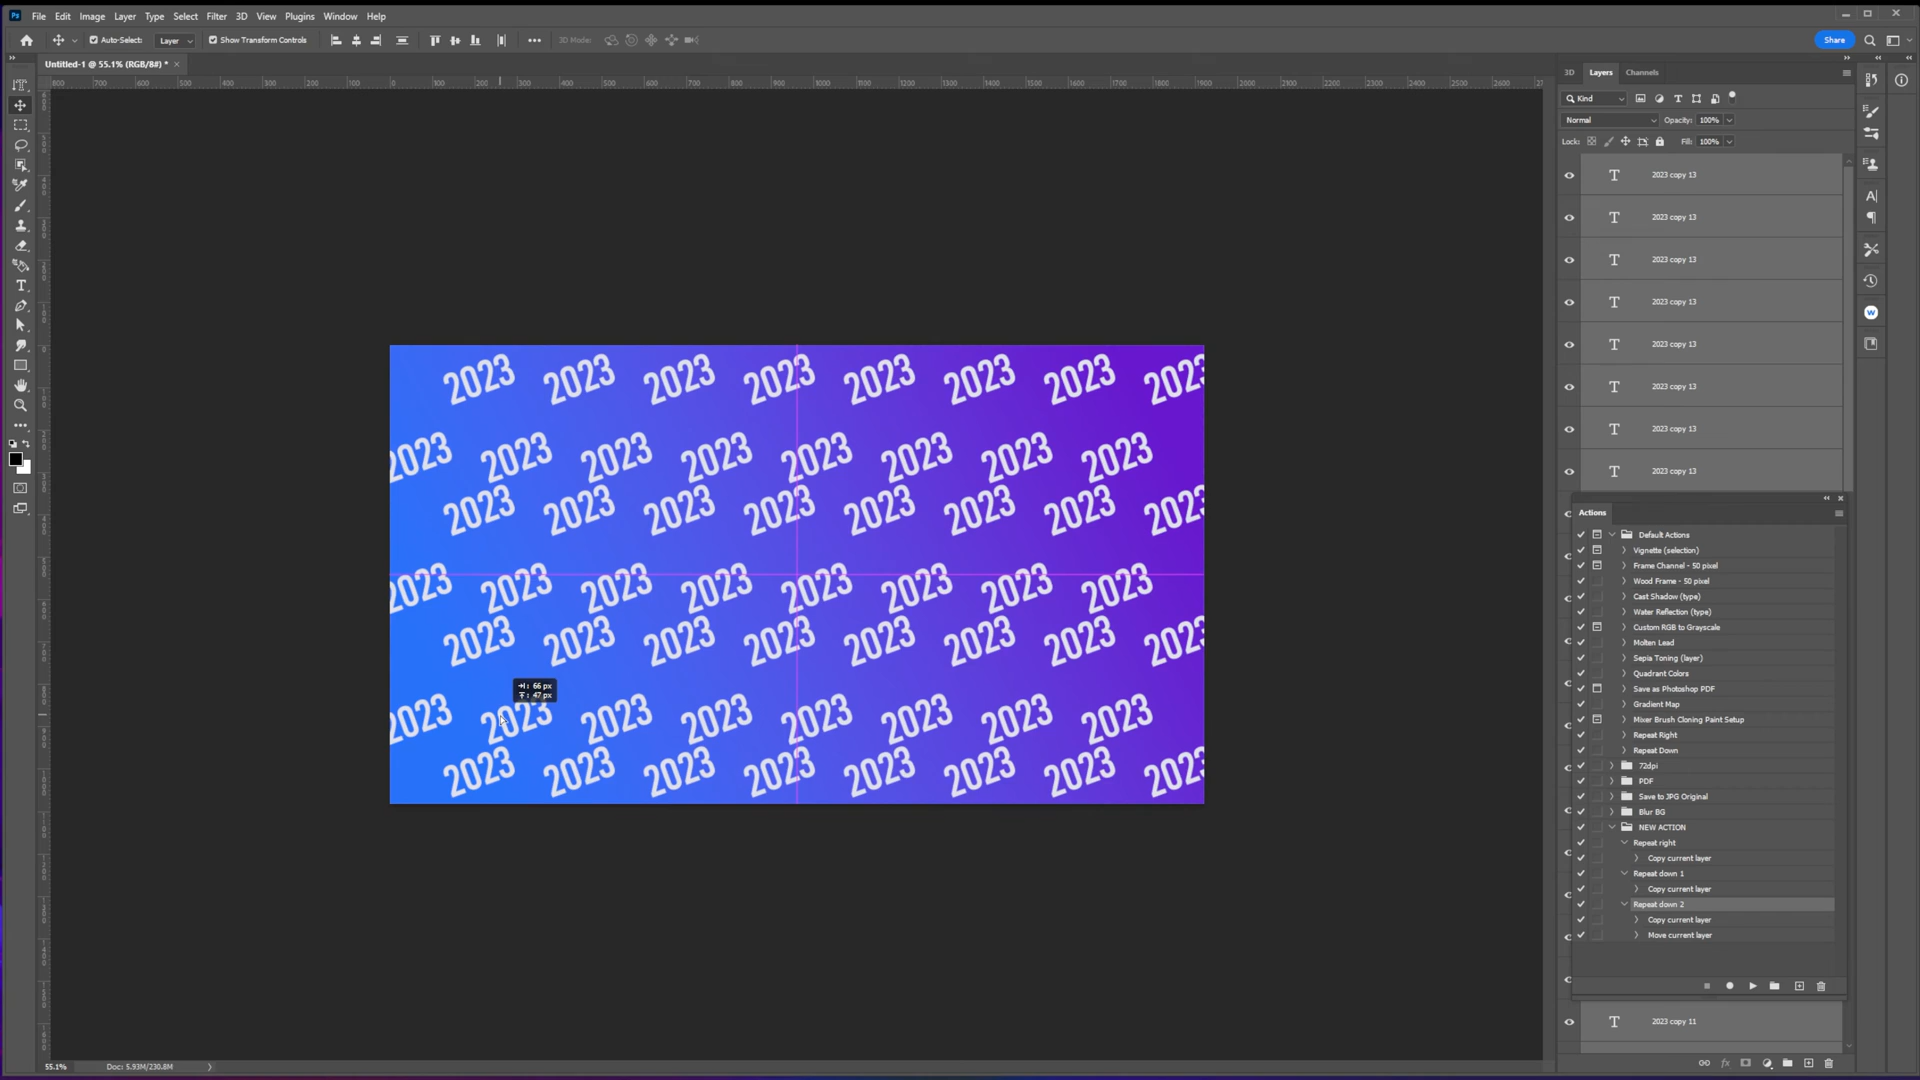 File Edit Image Layer Type Select Filter 3D View Plugins Window Help
Auto-Select: Layer Show Transform Controls 3D Mode: Share
Untitled-1 @ 55.1% (RGB/8#) *
3D Layers Channels
Kind
Normal Opacity: 100%
Lock: Fill: 100%
T 2023 copy 13
T 2023 copy 13
T 2023 copy 13
T 2023 copy 13
T 2023 copy 13
T 2023 copy 13
T 2023 copy 13
T 2023 copy 13
2023 2023 2023 2023 2023 2023 2023 2023
2023 2023 2023 2023 2023 2023 2023 2023
2023 2023 2023 2023 2023 2023 2023 2023
2023 2023 2023 2023 2023 2023 2023 2023
2023 2023 2023 2023 2023 2023 2023 2023
2023 2023 2023 2023 2023 2023 2023 2023
2023 2023 2023 2023 2023 2023 2023 2023
66 px
47 px
Actions
Default Actions
Vignette (selection)
Frame Channel - 50 pixel
Wood Frame - 50 pixel
Cast Shadow (type)
Water Reflection (type)
Custom RGB to Grayscale
Molten Lead
Sepia Toning (layer)
Quadrant Colors
Save as Photoshop PDF
Gradient Map
Mixer Brush Cloning Paint Setup
Repeat Right
Repeat Down
72dpi
PDF
Save to JPG Original
Blur BG
NEW ACTION
Repeat right
Copy current layer
Repeat down 1
Copy current layer
Repeat down 2
Copy current layer
Move current layer
T 2023 copy 11
55.1% Doc: 5.93M/230.8M